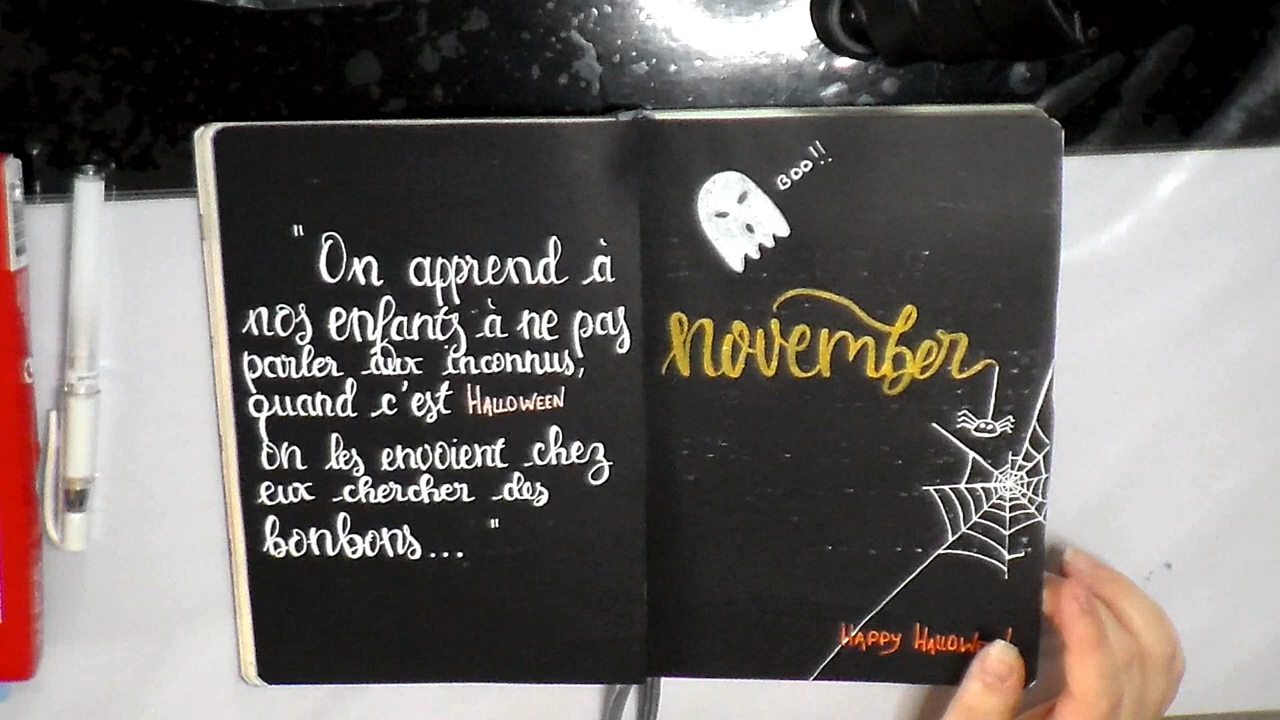 " On apprend à
nos enfants à ne pas
parler aux inconnus,
quand c'est HALLOWEEN
on les envoient chez
eux chercher des
bonbons... "
BOO!!
november
HAPPY HALLOWEEN!